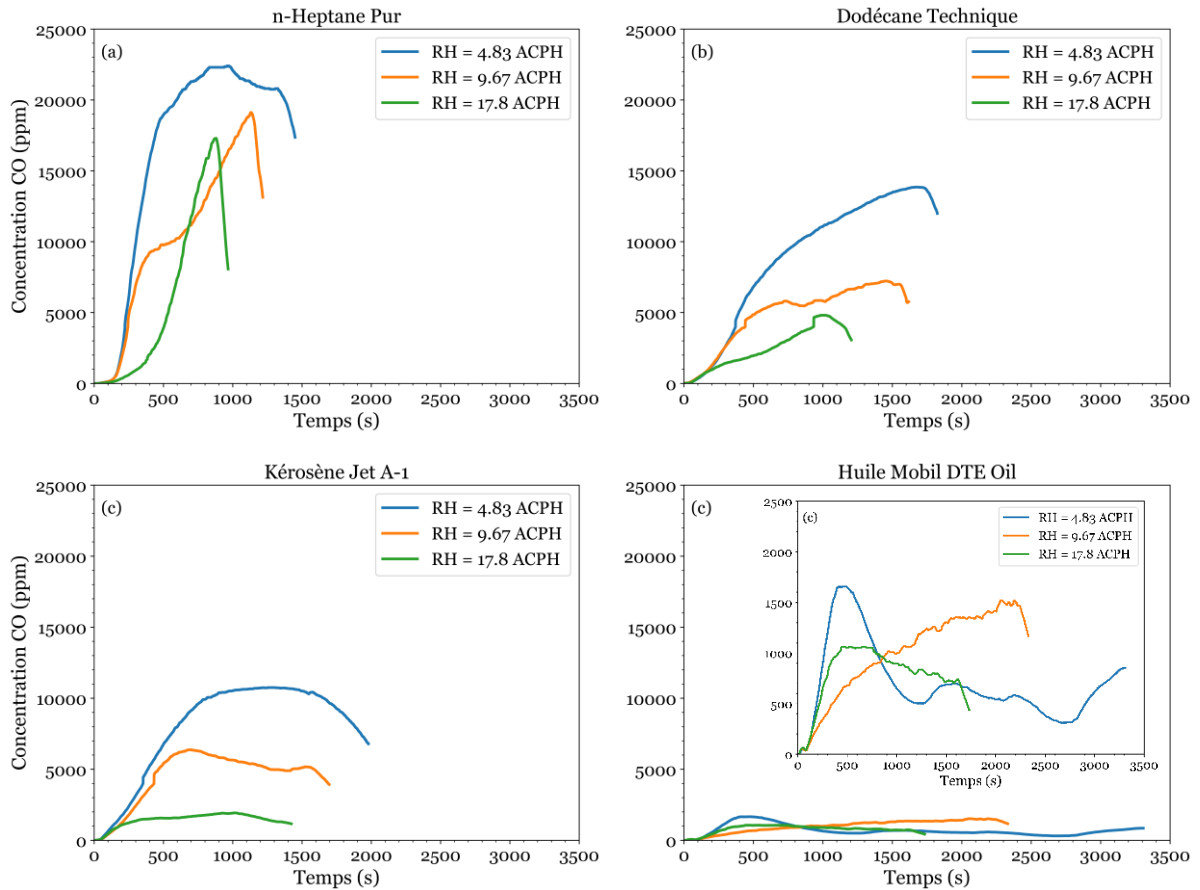 n-Heptane Pur
(a)
RH = 4.83 ACPH
RH = 9.67 ACPH
RH = 17.8 ACPH
25000
20000
15000
10000
5000
0
Concentration CO (ppm)
0 500 1000 1500 2000 2500 3000 3500
Temps (s)
Dodécane Technique
(b)
RH = 4.83 ACPH
RH = 9.67 ACPH
RH = 17.8 ACPH
25000
20000
15000
10000
5000
0
0 500 1000 1500 2000 2500 3000 3500
Temps (s)
Kérosène Jet A-1
(c)
RH = 4.83 ACPH
RH = 9.67 ACPH
RH = 17.8 ACPH
25000
20000
15000
10000
5000
0
Concentration CO (ppm)
0 500 1000 1500 2000 2500 3000 3500
Temps (s)
Huile Mobil DTE Oil
(c)
25000
20000
15000
10000
5000
0
0 500 1000 1500 2000 2500 3000 3500
Temps (s)
(c)
RH = 4.83 ACPH
RH = 9.67 ACPH
RH = 17.8 ACPH
2500
2000
1500
1000
500
0
0 500 1000 1500 2000 2500 3000 3500
Temps (s)